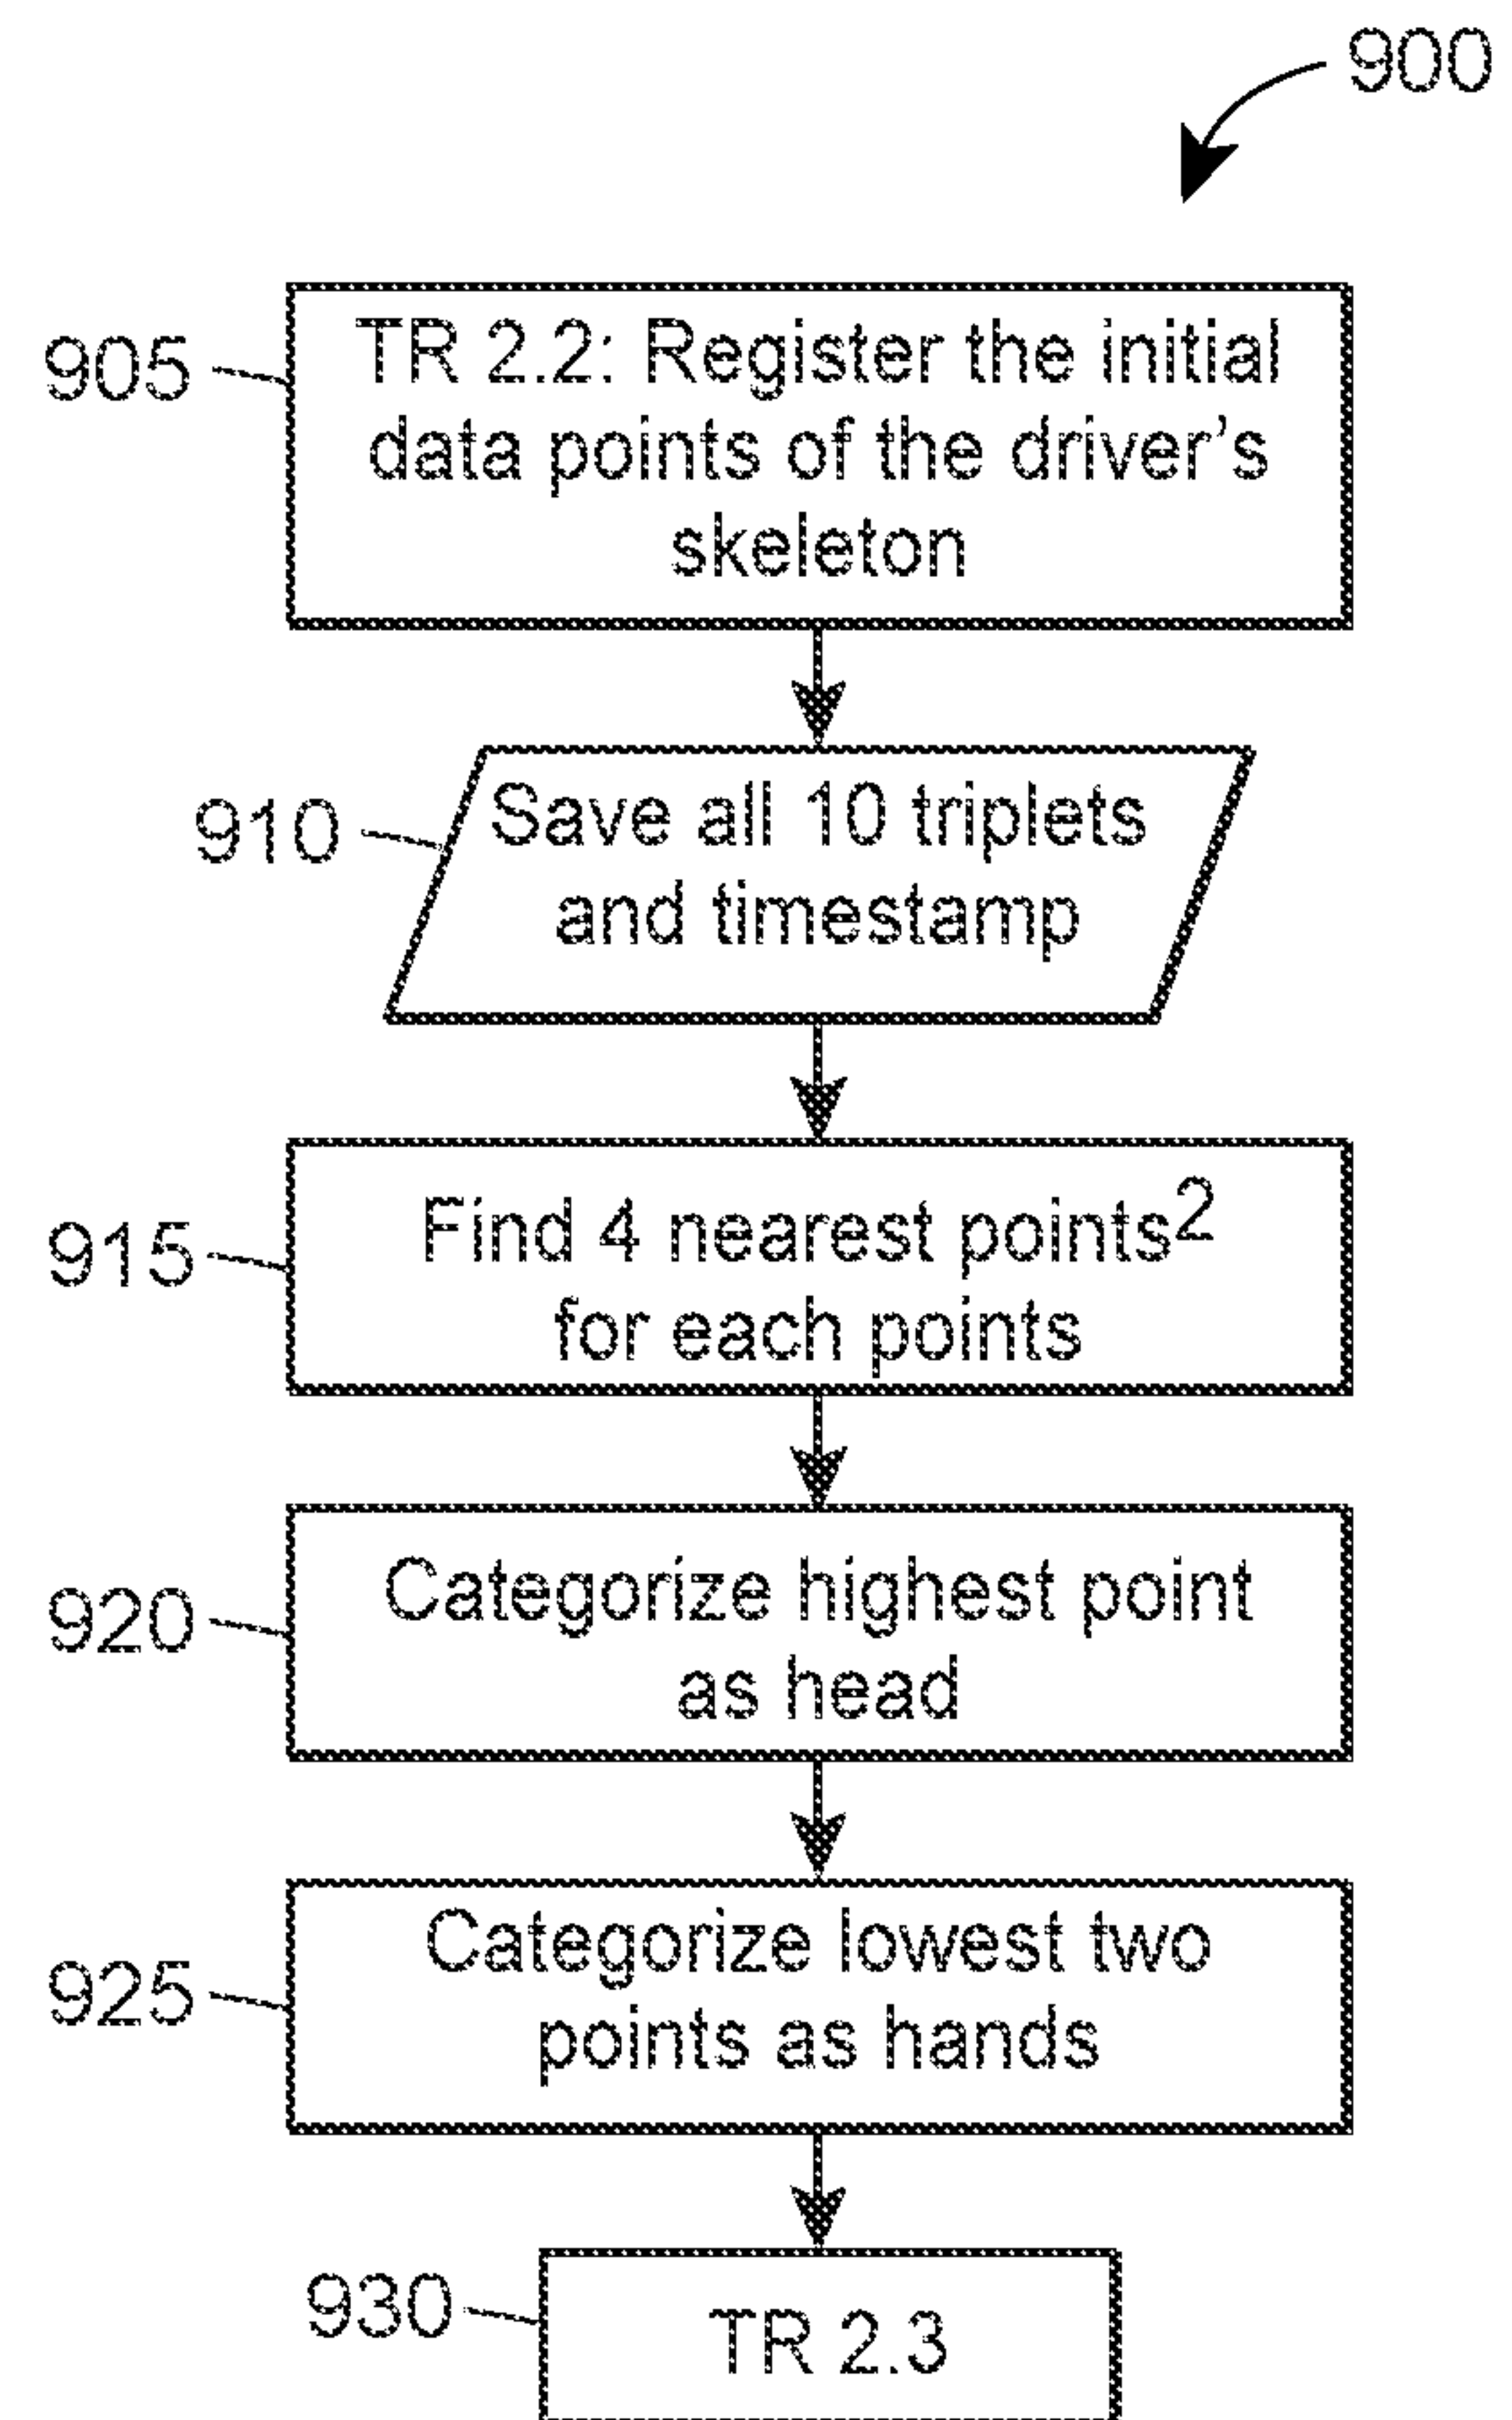 900
905
TR 2.2: Register the initial
data points of the driver's
skeleton
910
Save all 10 triplets
and timestamp
915
Find 4 nearest points2
for each points
920
Categorize highest point
as head
925
Categorize lowest two
points as hands
930
TR 2.3